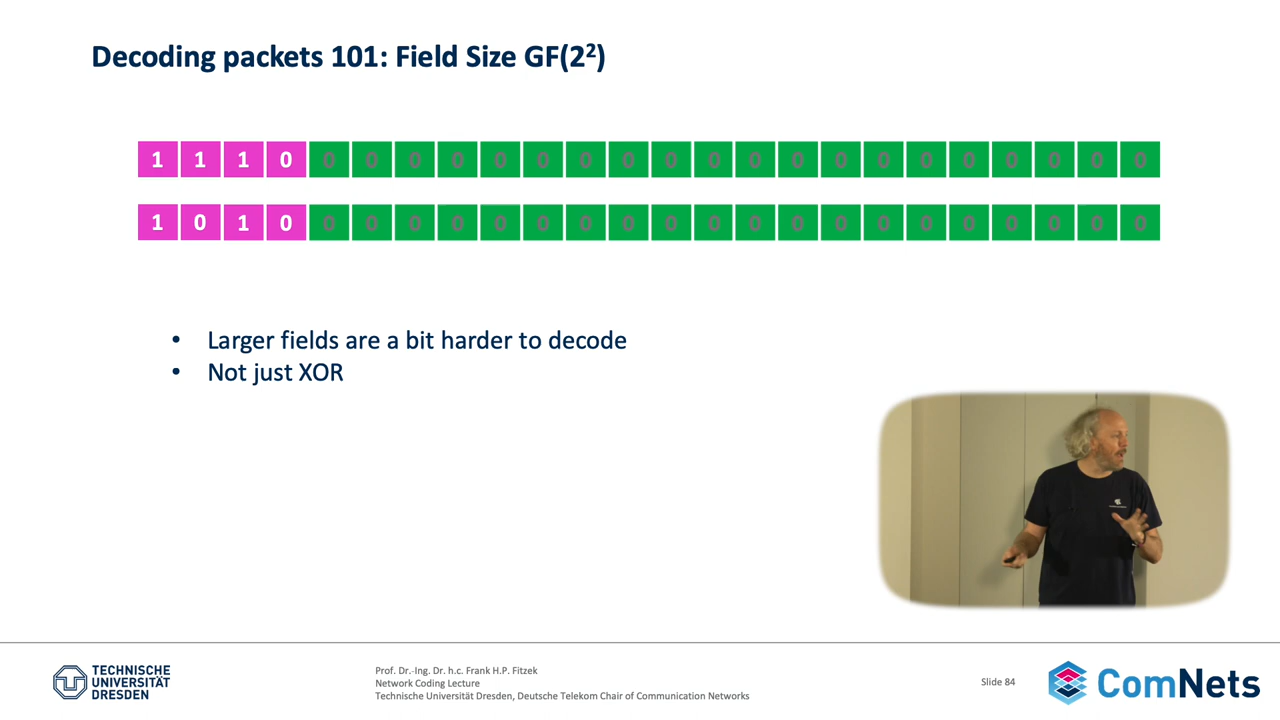 Decoding packets 101: Field Size GF(2²)
1 1 1 0 0 0 0 0 0 0 0 0 0 0 0 0 0 0 0 0 0 0 0 0
1 0 1 0 0 0 0 0 0 0 0 0 0 0 0 0 0 0 0 0 0 0 0 0
• Larger fields are a bit harder to decode
• Not just XOR
TECHNISCHE
UNIVERSITÄT
DRESDEN
Prof. Dr.-Ing. Dr. h.c. Frank H.P. Fitzek
Network Coding Lecture
Technische Universität Dresden, Deutsche Telekom Chair of Communication Networks
Slide 84
ComNets